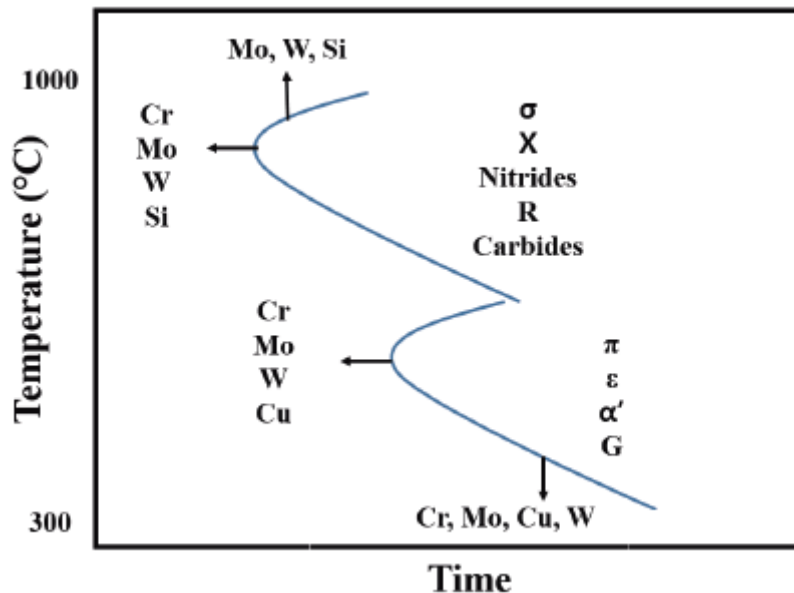 Mo, W, Si
1000
Cr
Mo
W
Si
σ
X
Nitrides
R
Carbides
Temperature (°C)
Cr
Mo
W
Cu
π
ε
α′
G
Cr, Mo, Cu, W
300
Time